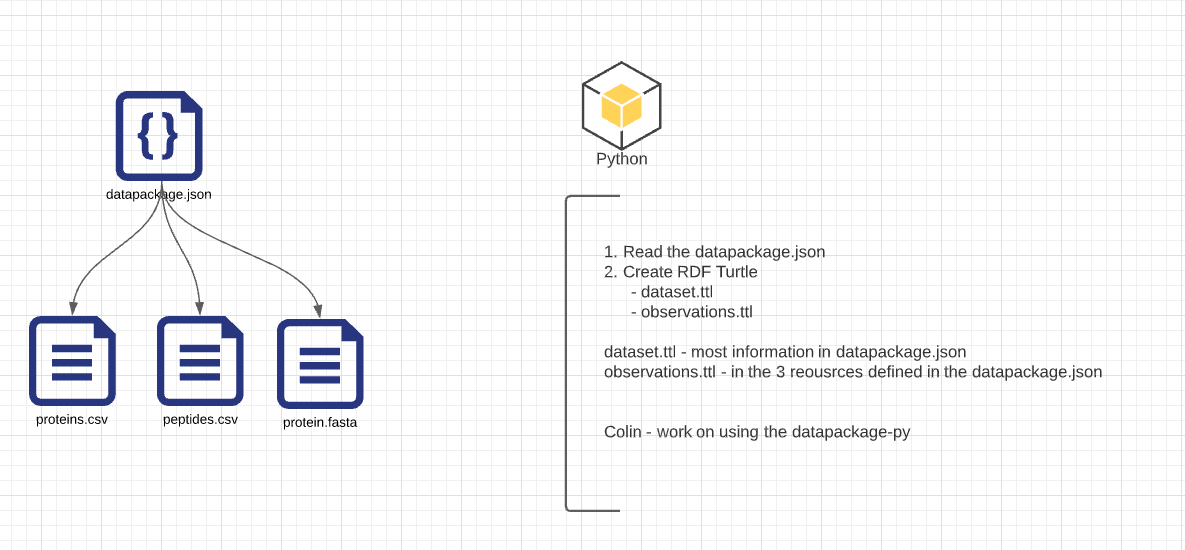 { }
datapackage.json
proteins.csv
peptides.csv
protein.fasta
Python
1. Read the datapackage.json
2. Create RDF Turtle
- dataset.ttl
- observations.ttl
dataset.ttl - most information in datapackage.json
observations.ttl - in the 3 reousrces defined in the datapackage.json
Colin - work on using the datapackage-py